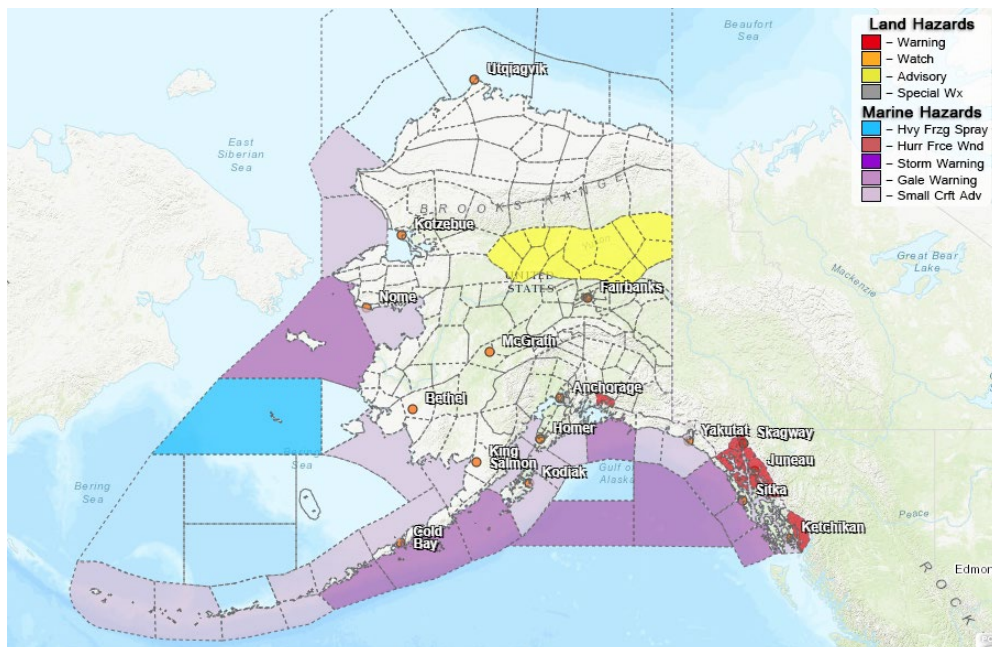 Beaufort
Sea
Land Hazards
– Warning
– Watch
– Advisory
– Special Wx
Marine Hazards
– Hvy Frzg Spray
– Hurr Frce Wnd
– Storm Warning
– Gale Warning
– Small Crft Adv
Utqiagvik
East
Siberian
Sea
BROOKS RANGE
Kotzebue
Great Bear
Lake
Mackenzie
UNITED
STATES
Fairbanks
Nome
McGrath
Anchorage
Bethel
Homer
Yakutat
Skagway
King
Salmon
Juneau
Kodiak
Gulf of
Alaska
Sitka
Bering
Sea
Sea
Peace
Ketchikan
Cold
Bay
Edmon
ROCK